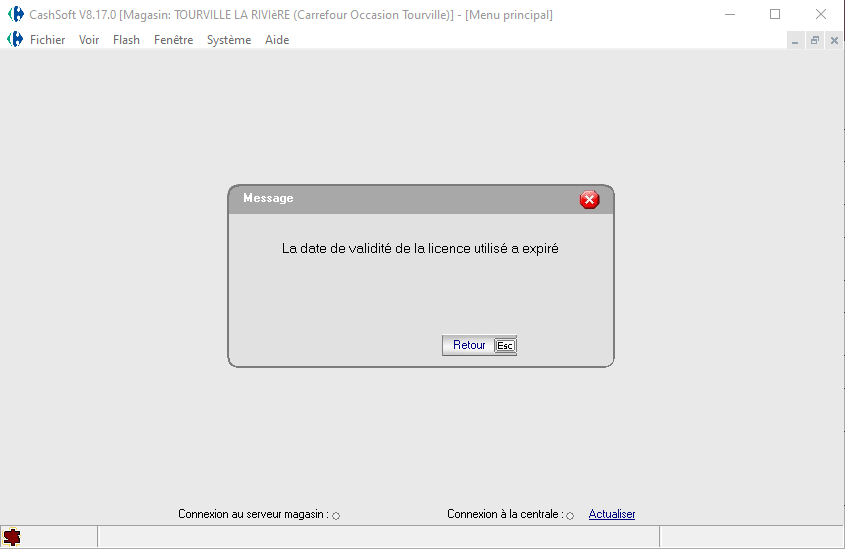 CashSoft V8.17.0 [Magasin: TOURVILLE LA RIVIèRE (Carrefour Occasion Tourville)] - [Menu principal]
Fichier Voir Flash Fenêtre Système Aide
Message
La date de validité de la licence utilisé a expiré
Retour Esc
Connexion au serveur magasin : Connexion à la centrale : Actualiser